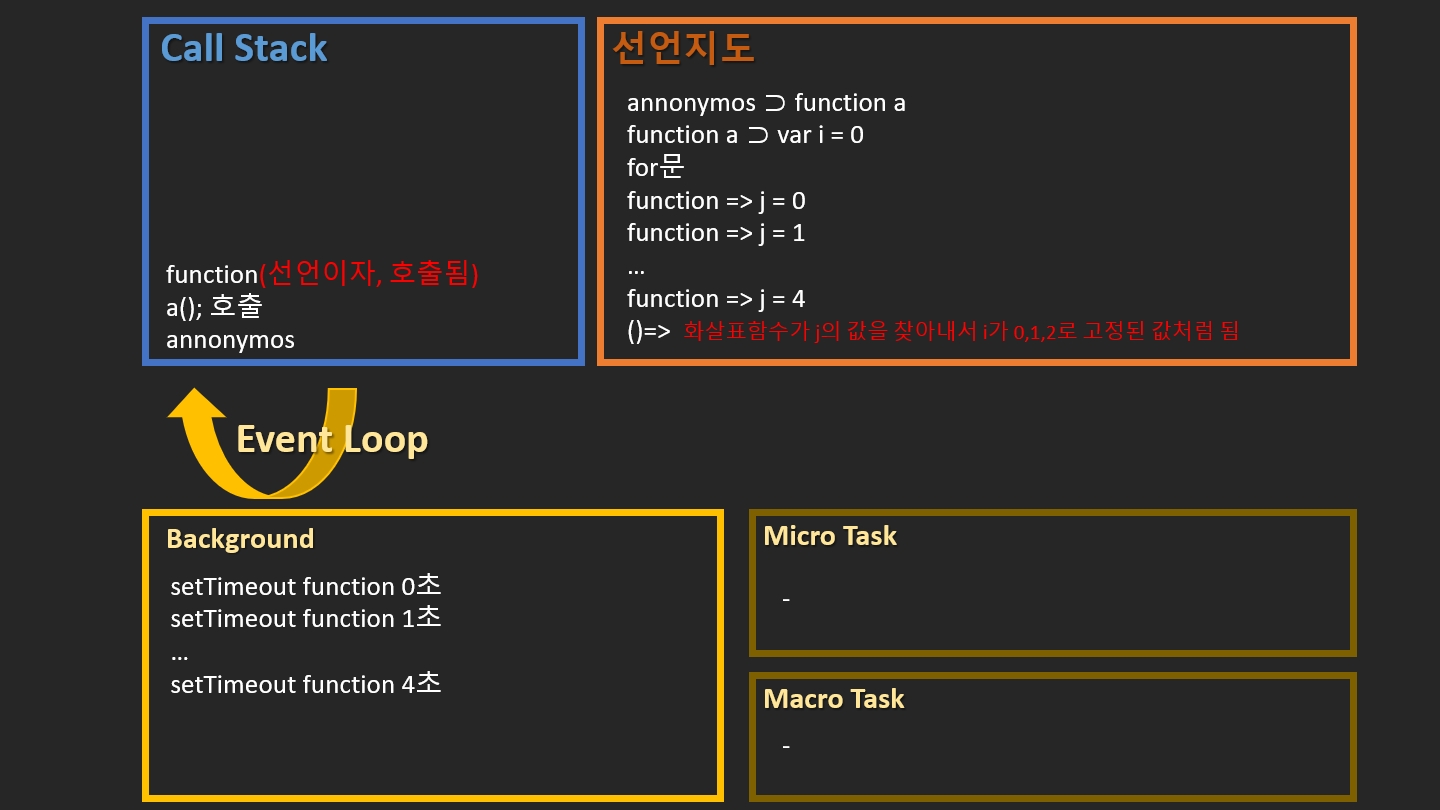 Call Stack
function(선언이자, 호출됨)
a(); 호출
annonymos
선언지도
annonymos ⊃ function a
function a ⊃ var i = 0
for문
function => j = 0
function => j = 1
...
function => j = 4
()=> 화살표함수가 j의 값을 찾아내서 i가 0,1,2로 고정된 값처럼 됨
Event Loop
Background
setTimeout function 0초
setTimeout function 1초
...
setTimeout function 4초
Micro Task
-
Macro Task
-